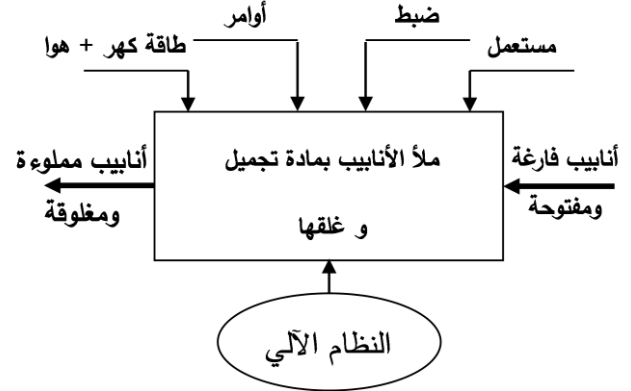 أوامر
ضبط
طاقة كهر + هوا
مستعمل
أنابيب فارغة
ومفتوحة
ملأ الأنابيب بمادة تجميل
و غلقها
أنابيب مملوءة
ومغلوقة
النظام الآلي